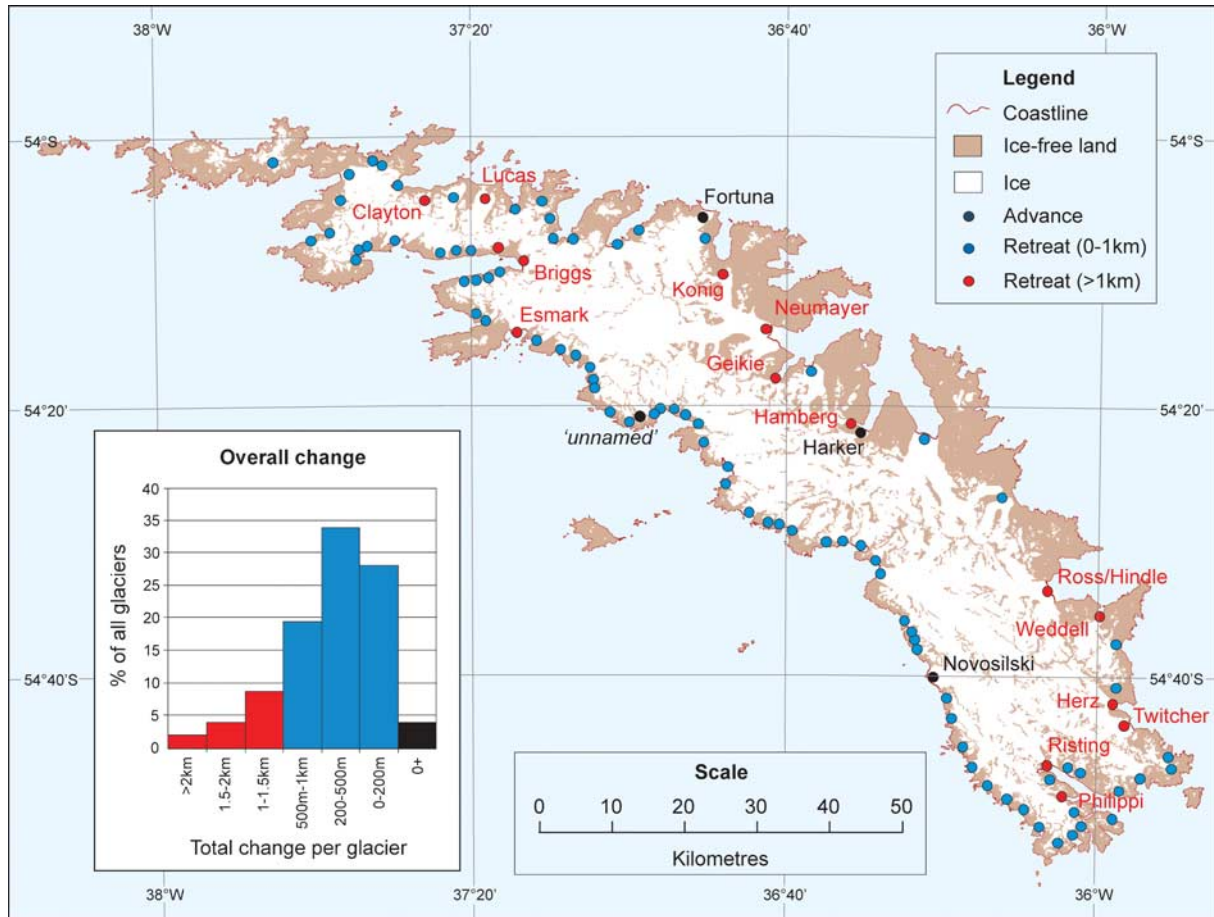 38°W
37°20'
36°40'
36°W
Legend
Coastline
Ice-free land
Ice
Advance
Retreat (0-1km)
Retreat (>1km)
54°S
54°S
Lucas
Fortuna
Clayton
Briggs
Konig
Neumayer
Esmark
Geikie
54°20'
54°20'
Hamberg
Harker
'unnamed'
Overall change
40
35
30
25
20
15
10
5
0
% of all glaciers
>2km
1.5-2km
1-1.5km
500m-1km
200-500m
0-200m
0+
Total change per glacier
Ross/Hindle
Weddell
Novosilski
54°40'S
54°40'S
Herz
Twitcher
Risting
Philippi
Scale
0 10 20 30 40 50
Kilometres
38°W
37°20'
36°40'
36°W